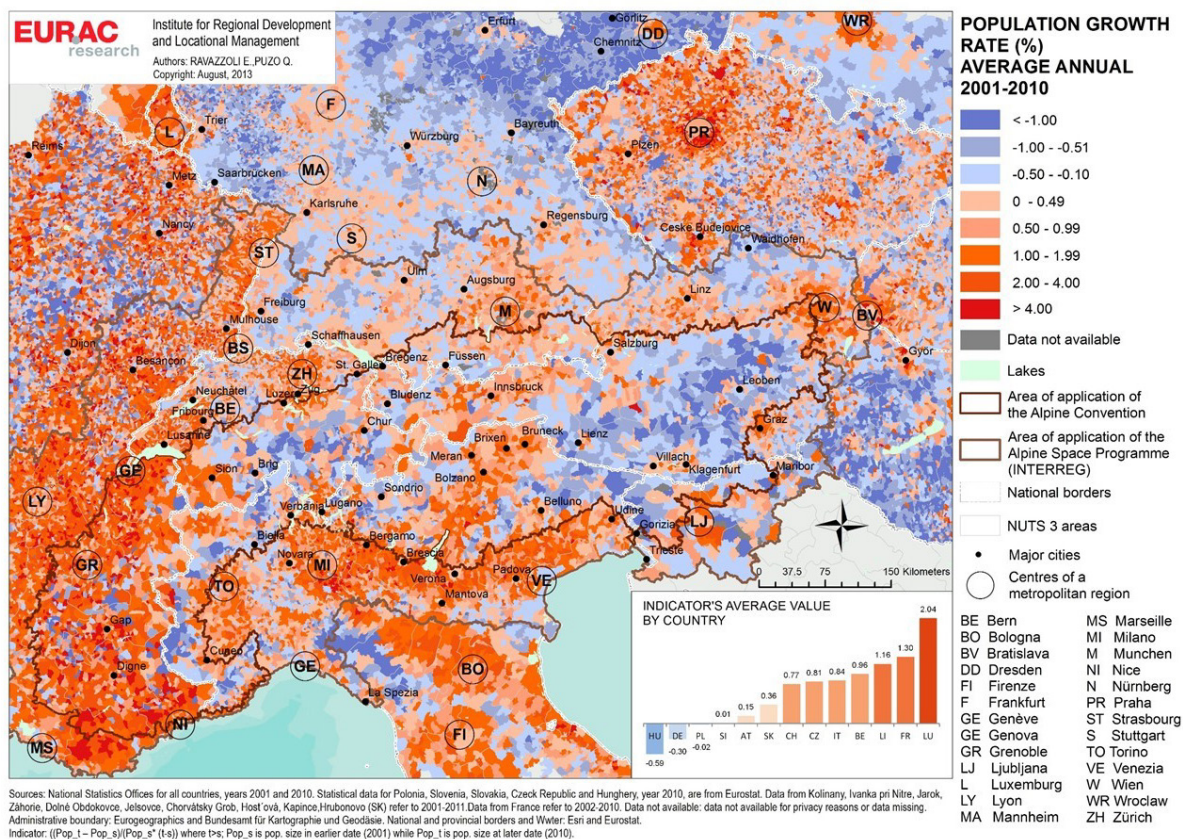 EURAC
research
Institute for Regional Development
and Locational Management
Authors: RAVAZZOLI E.,PUZO Q.
Copyright: August, 2013
POPULATION GROWTH
RATE (%)
AVERAGE ANNUAL
2001-2010
< -1.00
-1.00 - -0.51
-0.50 - -0.10
0 - 0.49
0.50 - 0.99
1.00 - 1.99
2.00 - 4.00
> 4.00
Data not available
Lakes
Area of application of
the Alpine Convention
Area of application of the
Alpine Space Programme
(INTERREG)
National borders
NUTS 3 areas
Major cities
Centres of a
metropolitan region
BE Bern
BO Bologna
BV Bratislava
DD Dresden
FI Firenze
F Frankfurt
GE Genève
GE Genova
GR Grenoble
LJ Ljubljana
L Luxemburg
LY Lyon
MA Mannheim
MS Marseille
MI Milano
M Munchen
NI Nice
N Nürnberg
PR Praha
ST Strasbourg
S Stuttgart
TO Torino
VE Venezia
W Wien
WR Wroclaw
ZH Zürich
Erfurt
Görlitz
DD
WR
Chemnitz
F
L
Trier
Bayreuth
PR
Reims
Würzburg
Plzen
MA
N
Metz
Saarbrücken
Karlsruhe
Nancy
S
Regensburg
Ceske Budejovice
Waidhofen
ST
Ulm
Augsburg
Linz
Freiburg
M
W
BV
Mulhouse
BS
Schaffhausen
Salzburg
Dijon
Besançon
ZH
St. Galle
Bregenz
Füssen
Györ
Neuchâtel
Luzern
Zug
Innsbruck
Leoben
Fribourg
BE
Bludenz
Chur
Graz
Lusanne
Brixen
Bruneck
Lienz
GE
Sion
Brig
Meran
Bolzano
Villach
Klagenfurt
Maribor
LY
Sondrio
Verbania
Lugano
Belluno
Udine
LJ
Biella
Bergamo
Gorizia
GR
Novara
MI
Brescia
Trieste
TO
Verona
Padova
VE
Mantova
Gap
Cuneo
GE
BO
Digne
La Spezia
NI
MS
FI
0 37.5 75 150 Kilometers
INDICATOR'S AVERAGE VALUE
BY COUNTRY
2.04
1.30
1.16
0.96
0.84
0.81
0.77
0.36
0.15
0.01
HU DE PL SI AT SK CH CZ IT BE LI FR LU
-0.02
-0.30
-0.59
Sources: National Statistics Offices for all countries, years 2001 and 2010. Statistical data for Polonia, Slovenia, Slovakia, Czeck Republic and Hunghery, year 2010, are from Eurostat. Data from Kolinany, Ivanka pri Nitre, Jarok,
Záhorie, Dolné Obdokovce, Jelsovce, Chorvátsky Grob, Host´ová, Kapince,Hrubonovo (SK) refer to 2001-2011.Data from France refer to 2002-2010. Data not available: data not available for privacy reasons or data missing.
Administrative boundary: Eurogeographics and Bundesamt für Kartographie und Geodäsie. National and provincial borders and Wwter: Esri and Eurostat.
Indicator: ((Pop_t – Pop_s)/(Pop_s* (t-s)) where t>s; Pop_s is pop. size in earlier date (2001) while Pop_t is pop. size at later date (2010).